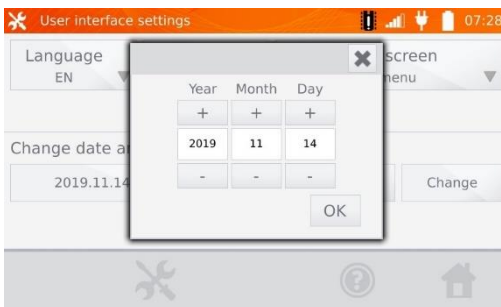 User interface settings 07:28
Language screen
EN menu
Year Month Day
+ + +
2019 11 14
- - -
Change date a
2019.11.14 Change
OK